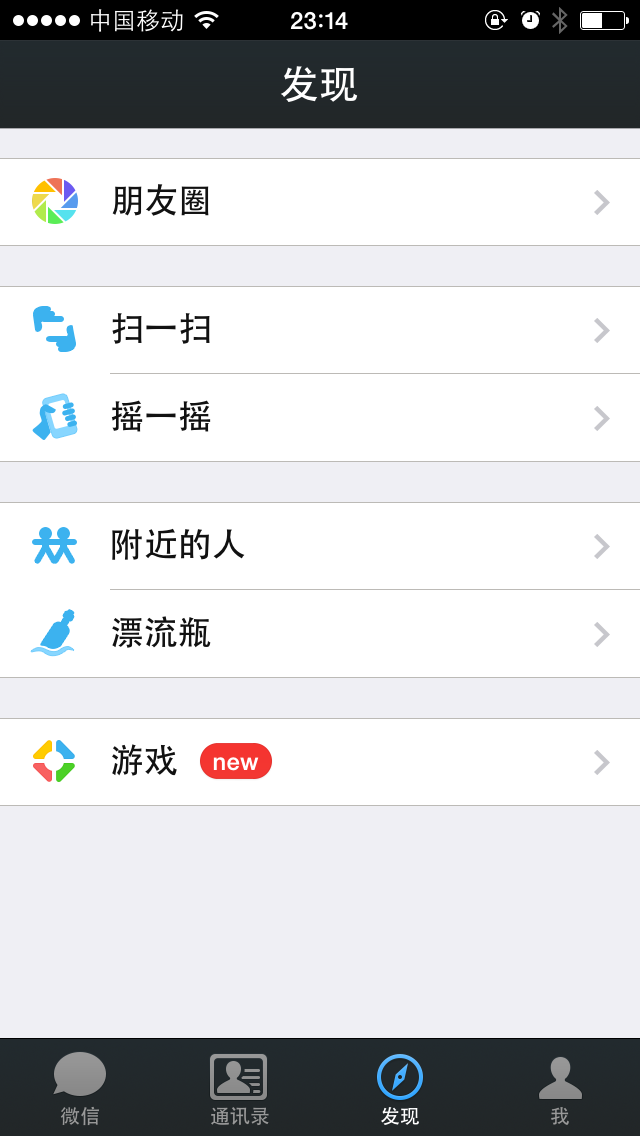 中国移动 23:14
发现
朋友圈
扫一扫
摇一摇
附近的人
漂流瓶
游戏 new
微信 通讯录 发现 我